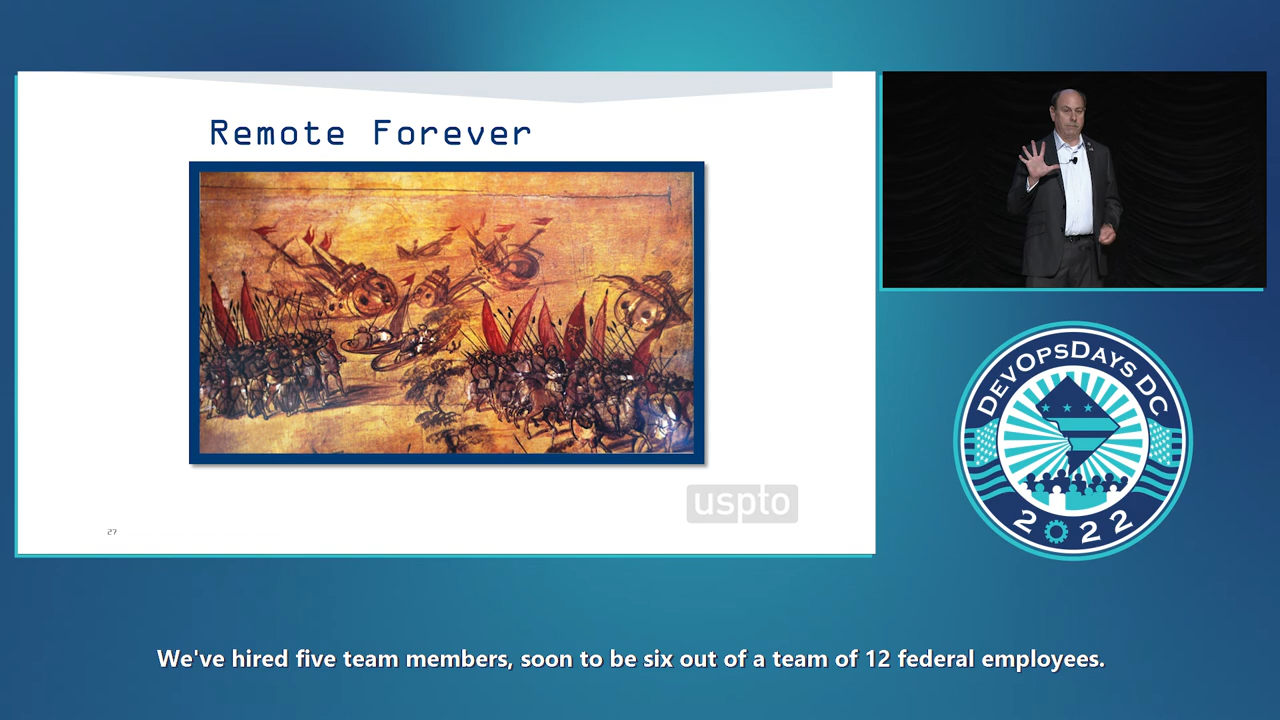 Remote Forever
uspto
27
DEVOPSDAYS DC
2022
We've hired five team members, soon to be six out of a team of 12 federal employees.